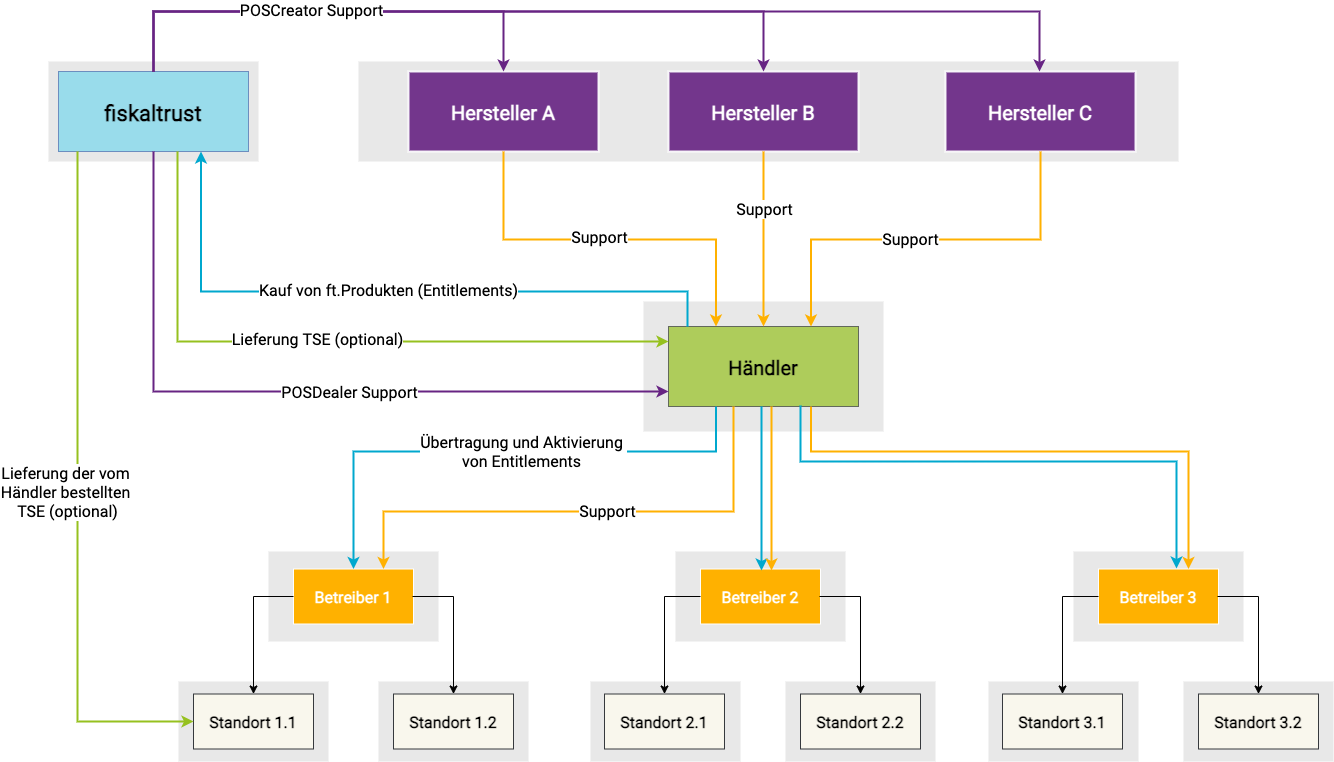 POSCreator Support
fiskaltrust
Hersteller A
Hersteller B
Hersteller C
Support
Support
Support
Kauf von ft.Produkten (Entitlements)
Lieferung TSE (optional)
Händler
POSDealer Support
Übertragung und Aktivierung
von Entitlements
Lieferung der vom
Händler bestellten
TSE (optional)
Support
Betreiber 1
Betreiber 2
Betreiber 3
Standort 1.1
Standort 1.2
Standort 2.1
Standort 2.2
Standort 3.1
Standort 3.2